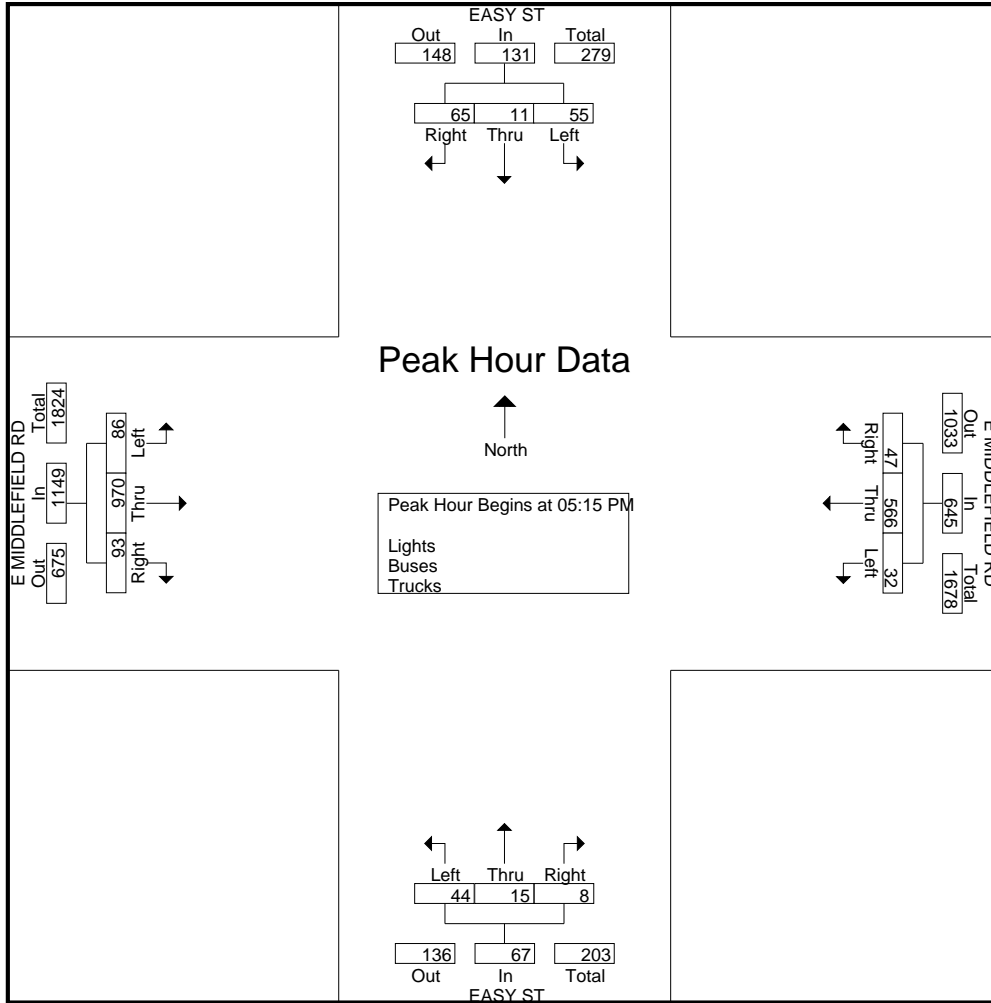 EASY ST
Out In Total
148 131 279
65 11 55
Right Thru Left
Peak Hour Data
North
Peak Hour Begins at 05:15 PM
Lights
Buses
Trucks
E MIDDLEFIELD RD
Out In Total
675 1149 1824
86 970 93
Left Thru Right
E MIDDLEFIELD RD
Out In Total
1033 645 1678
47 566 32
Right Thru Left
Left Thru Right
44 15 8
136 67 203
Out In Total
EASY ST